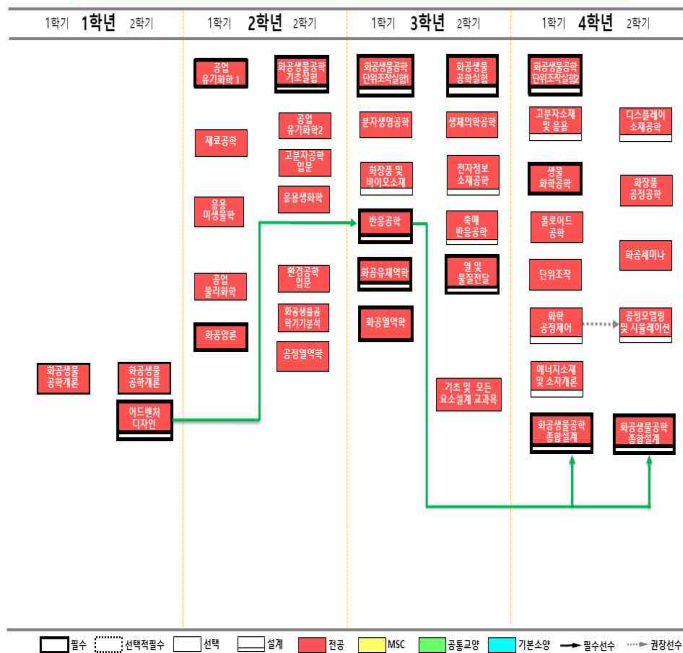 1학기 1학년 2학기
1학기 2학년 2학기
1학기 3학년 2학기
1학기 4학년 2학기
화공생물
공학개론
화공생물
공학개론
어드벤처
디자인
공업
유기화학 1
재료공학
응용
미생물학
공업
물리화학
화공양론
화공생물공학
기초실험
공업
유기화학2
고분자공학
입문
응용생화학
환경공학
입문
화공생물공
학기기분석
공정열역학
화공생물공학
단위조작실험1
분자생명공학
화장품 및
바이오소재
반응공학
화공유체역학
화공열역학
화공생물
공학실험
생체의학공학
전자정보
소재공학
촉매
반응공학
열 및
물질전달
기초 및 모든
요소설계 교과목
화공생물공학
단위조작실험2
고분자소재
및 응용
생물
화학공학
콜로이드
공학
단위조작
화학
공정제어
에너지소재
및 소자개론
화공생물공학
종합설계
디스플레이
소재공학
화장품
공정공학
화공세미나
공정모델링
및 시뮬레이션
화공생물공학
종합설계
필수 선택적필수 선택 설계 전공 MSC 공통교양 기본소양 필수선수 권장선수